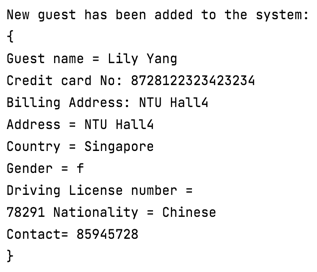 New guest has been added to the system:
{
Guest name = Lily Yang
Credit card No: 8728122323423234
Billing Address: NTU Hall4
Address = NTU Hall4
Country = Singapore
Gender = f
Driving License number =
78291 Nationality = Chinese
Contact= 85945728
}